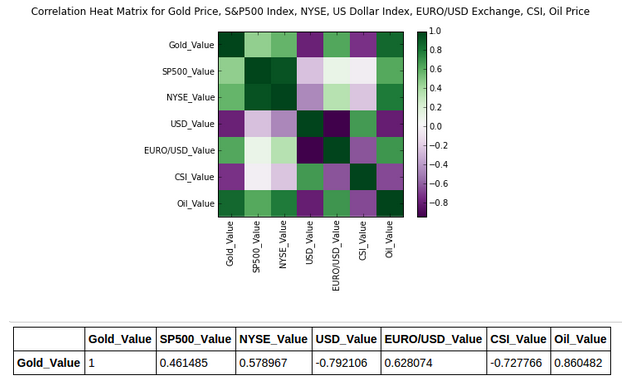 Correlation Heat Matrix for Gold Price, S&P500 Index, NYSE, US Dollar Index, EURO/USD Exchange, CSI, Oil Price
Gold_Value
SP500_Value
NYSE_Value
USD_Value
EURO/USD_Value
CSI_Value
Oil_Value
1.0
0.8
0.6
0.4
0.2
0.0
−0.2
−0.4
−0.6
−0.8
Gold_Value
SP500_Value
NYSE_Value
USD_Value
EURO/USD_Value
CSI_Value
Oil_Value
Gold_Value SP500_Value NYSE_Value USD_Value EURO/USD_Value CSI_Value Oil_Value
Gold_Value 1 0.461485 0.578967 -0.792106 0.628074 -0.727766 0.860482